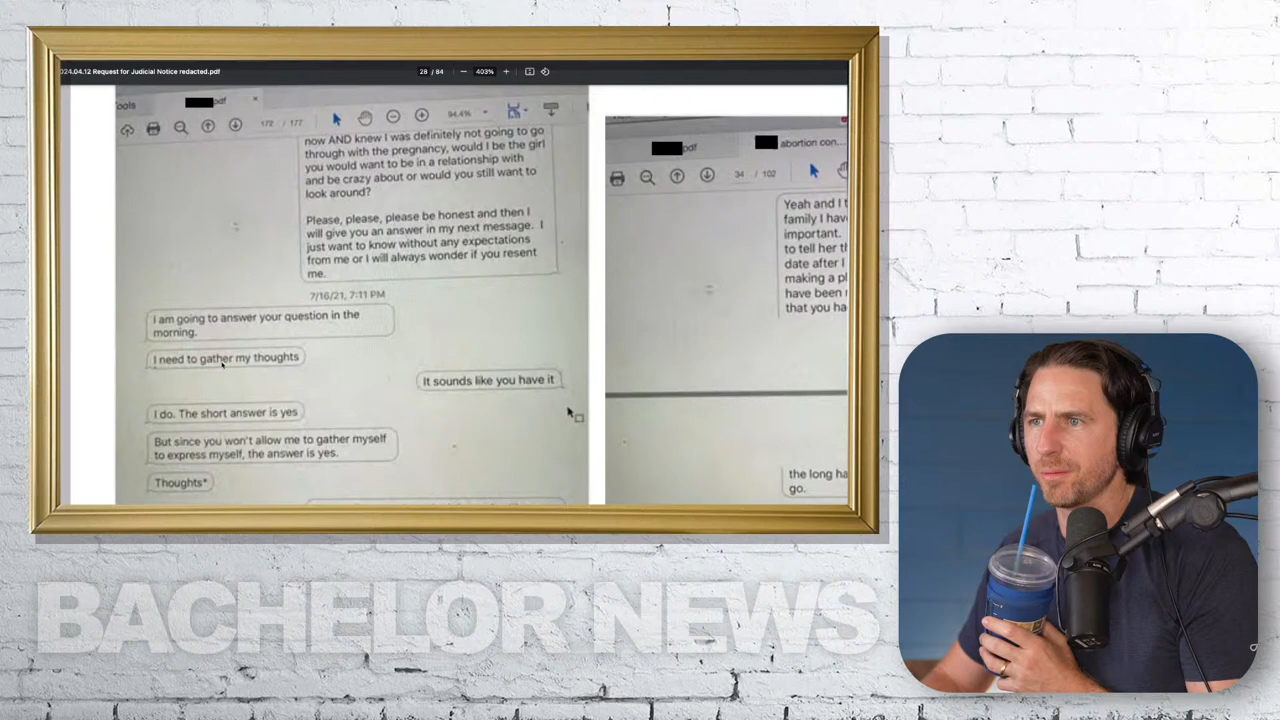 024.04.12 Request for Judicial Notice redacted.pdf
28 / 84
403%
ools
pdf
172 / 177
94.4%
now AND knew I was definitely not going to go
through with the pregnancy, would I be the girl
you would want to be in a relationship with
and be crazy about or would you still want to
look around?
Please, please, please be honest and then I
will give you an answer in my next message. I
just want to know without any expectations
from me or I will always wonder if you resent
me.
7/16/21, 7:11 PM
I am going to answer your question in the
morning.
I need to gather my thoughts
It sounds like you have it
I do. The short answer is yes
But since you won't allow me to gather myself
to express myself, the answer is yes.
Thoughts*
pdf
abortion con...
34 / 102
Yeah and I t
family I hav
important.
to tell her th
date after I
making a pl
have been
that you ha
the long ha
go.
BACHELOR NEWS